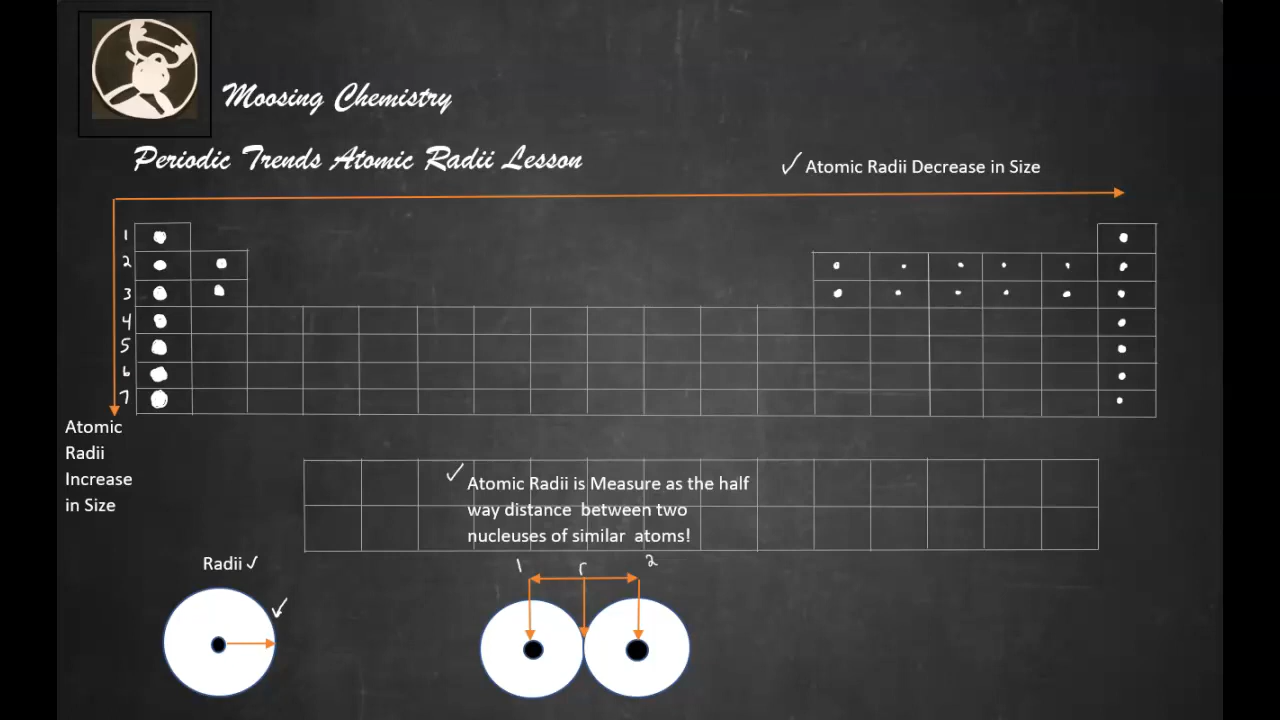 Moosing Chemistry
Periodic Trends Atomic Radii Lesson
✓ Atomic Radii Decrease in Size
1
2
3
4
5
6
7
Atomic
Radii
Increase
in Size
✓ Atomic Radii is Measure as the half
way distance between two
nucleuses of similar atoms!
Radii ✓
1 r 2